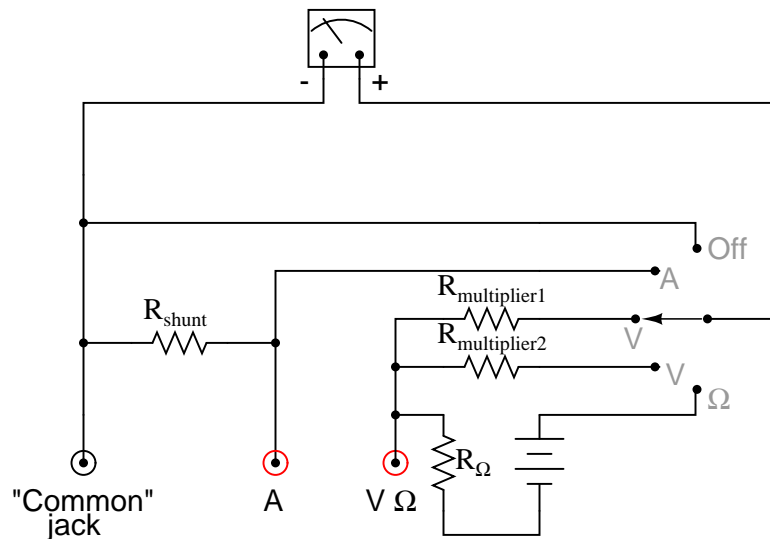 - +
Off
A
Rmultiplier1
Rshunt
V
Rmultiplier2
V
Ω
RΩ
"Common"
jack
A
V Ω